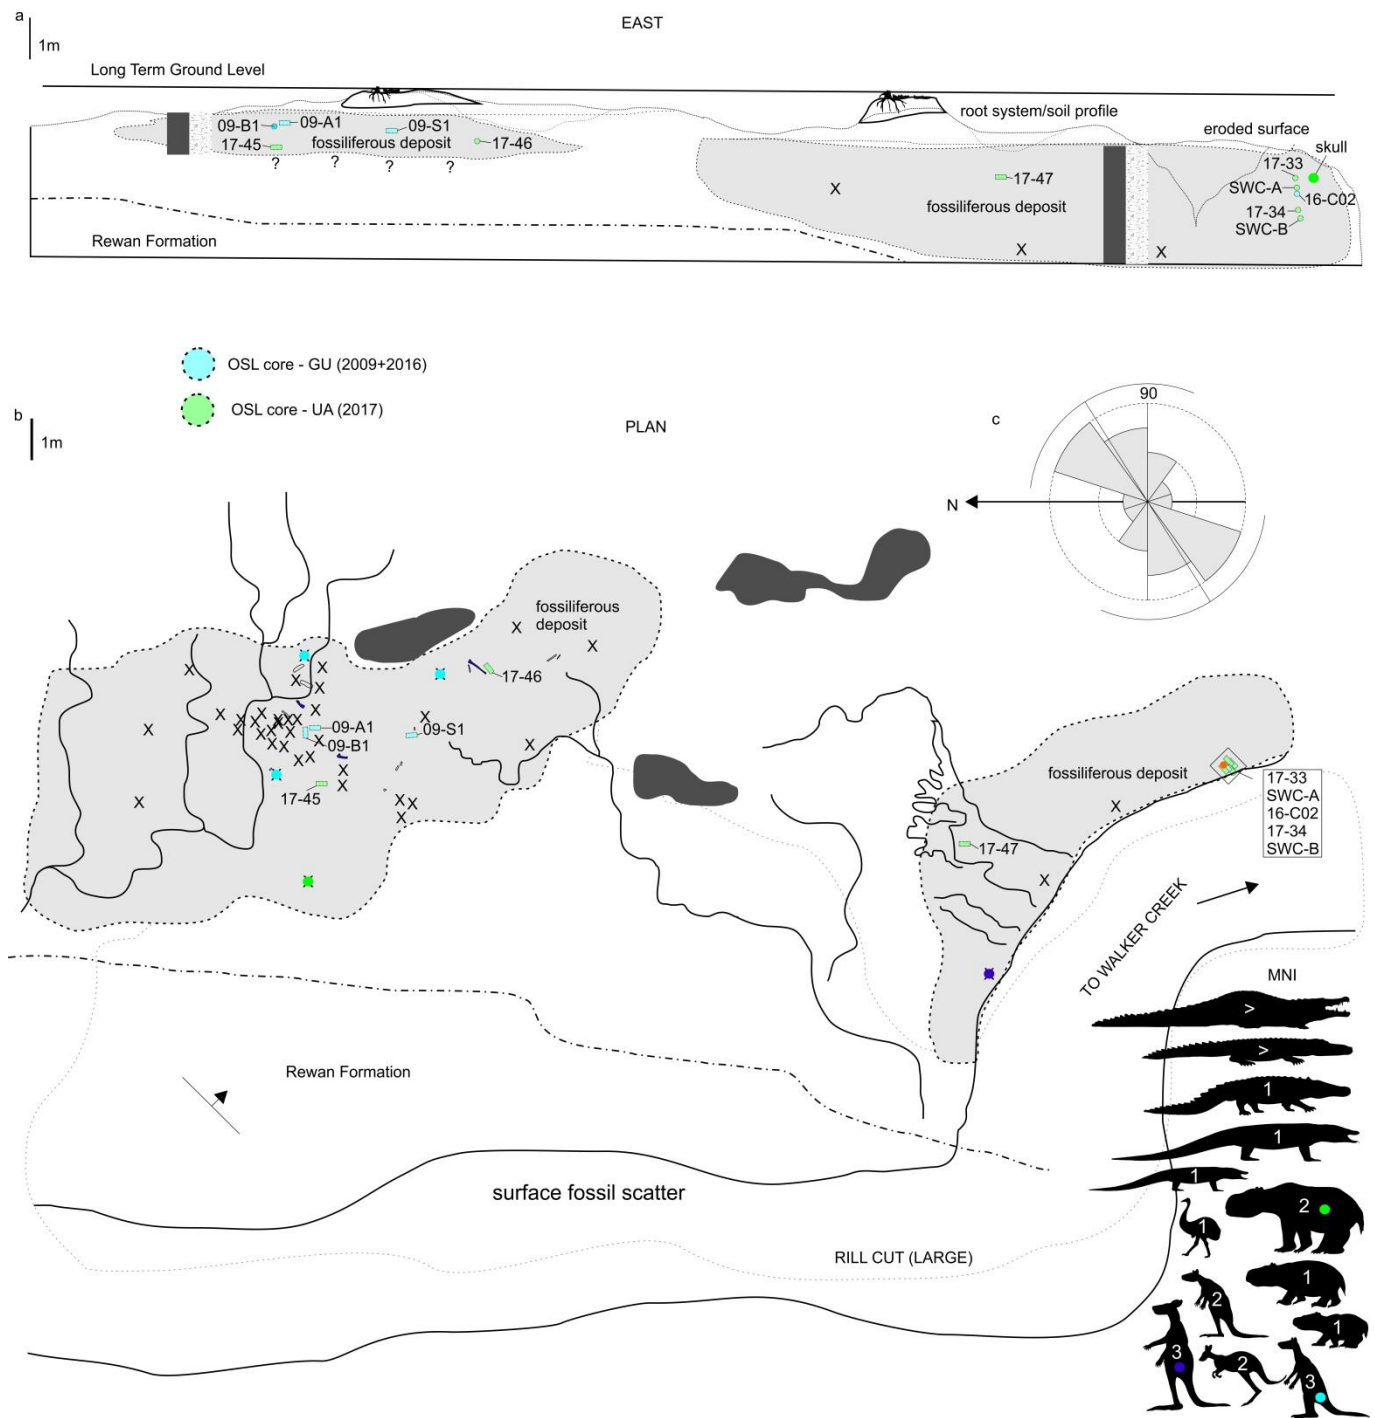 a
EAST
1m
Long Term Ground Level
root system/soil profile
eroded surface
skull
09-B1
09-A1
09-S1
17-45
fossiliferous deposit
17-46
?
?
?
?
17-33
SWC-A
16-C02
17-34
SWC-B
17-47
X
fossiliferous deposit
X
X
Rewan Formation
OSL core - GU (2009+2016)
OSL core - UA (2017)
b
1m
PLAN
c
90
N
fossiliferous
deposit
17-46
09-A1
09-B1
09-S1
17-45
fossiliferous deposit
17-33
SWC-A
16-C02
17-34
SWC-B
17-47
TO WALKER CREEK
MNI
>
>
1
1
1
1
2
1
2
1
3
2
3
Rewan Formation
surface fossil scatter
RILL CUT (LARGE)